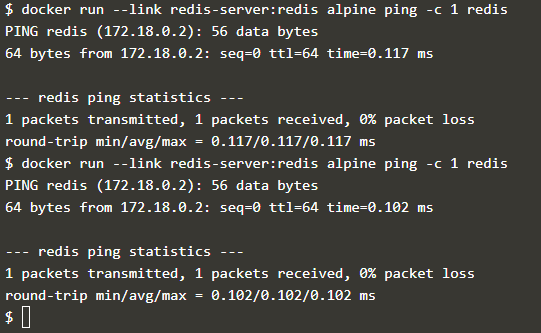 $ docker run --link redis-server:redis alpine ping -c 1 redis
PING redis (172.18.0.2): 56 data bytes
64 bytes from 172.18.0.2: seq=0 ttl=64 time=0.117 ms

--- redis ping statistics ---
1 packets transmitted, 1 packets received, 0% packet loss
round-trip min/avg/max = 0.117/0.117/0.117 ms
$ docker run --link redis-server:redis alpine ping -c 1 redis
PING redis (172.18.0.2): 56 data bytes
64 bytes from 172.18.0.2: seq=0 ttl=64 time=0.102 ms

--- redis ping statistics ---
1 packets transmitted, 1 packets received, 0% packet loss
round-trip min/avg/max = 0.102/0.102/0.102 ms
$